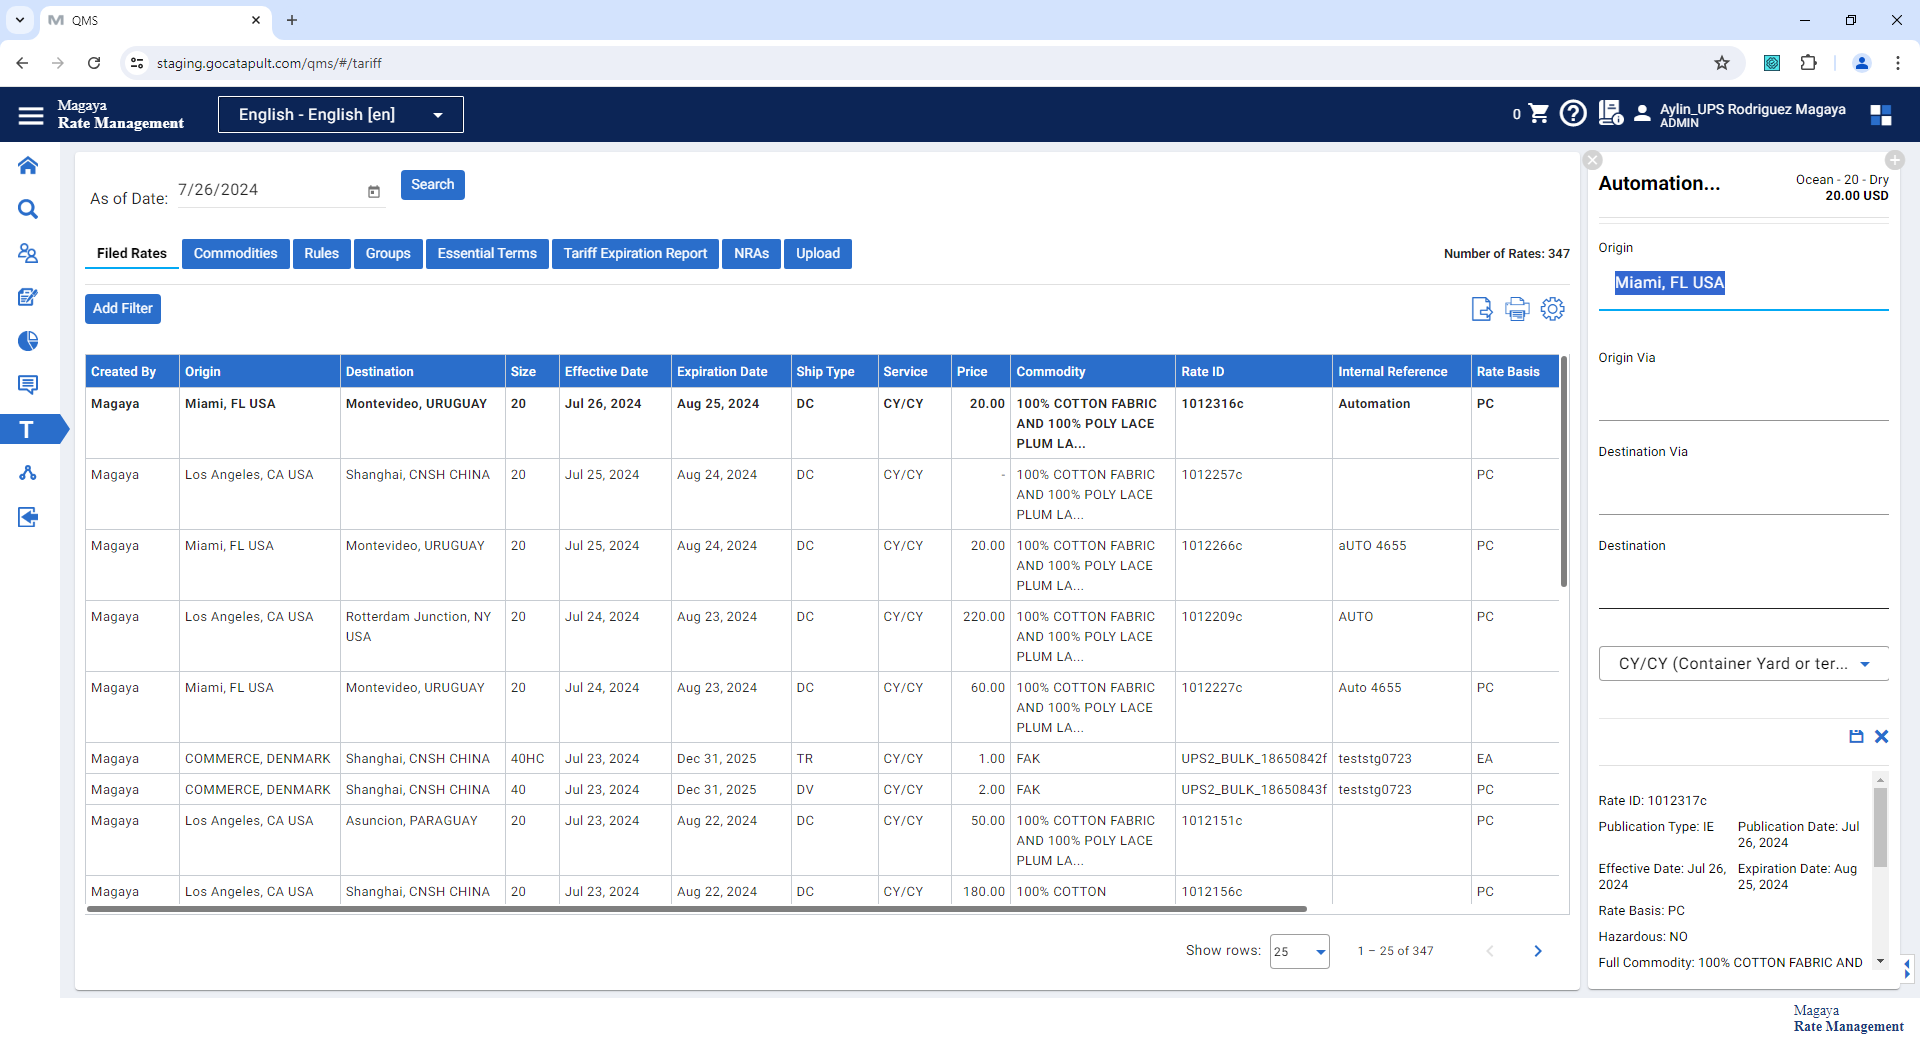 QMS
staging.gocatapult.com/qms/#/tariff
Magaya
Rate Management
English - English [en]
0
Aylin_UPS Rodriguez Magaya
ADMIN
As of Date: 7/26/2024
Search
Filed Rates Commodities Rules Groups Essential Terms Tariff Expiration Report NRAs Upload
Number of Rates: 347
Add Filter
Created By Origin Destination Size Effective Date Expiration Date Ship Type Service Price Commodity Rate ID Internal Reference Rate Basis
Magaya Miami, FL USA Montevideo, URUGUAY 20 Jul 26, 2024 Aug 25, 2024 DC CY/CY 20.00 100% COTTON FABRIC 1012316c Automation PC
AND 100% POLY LACE
PLUM LA...
Magaya Los Angeles, CA USA Shanghai, CNSH CHINA 20 Jul 25, 2024 Aug 24, 2024 DC CY/CY - 100% COTTON FABRIC 1012257c PC
AND 100% POLY LACE
PLUM LA...
Magaya Miami, FL USA Montevideo, URUGUAY 20 Jul 25, 2024 Aug 24, 2024 DC CY/CY 20.00 100% COTTON FABRIC 1012266c aUTO 4655 PC
AND 100% POLY LACE
PLUM LA...
Magaya Los Angeles, CA USA Rotterdam Junction, NY 20 Jul 24, 2024 Aug 23, 2024 DC CY/CY 220.00 100% COTTON FABRIC 1012209c AUTO PC
USA AND 100% POLY LACE
PLUM LA...
Magaya Miami, FL USA Montevideo, URUGUAY 20 Jul 24, 2024 Aug 23, 2024 DC CY/CY 60.00 100% COTTON FABRIC 1012227c Auto 4655 PC
AND 100% POLY LACE
PLUM LA...
Magaya COMMERCE, DENMARK Shanghai, CNSH CHINA 40HC Jul 23, 2024 Dec 31, 2025 TR CY/CY 1.00 FAK UPS2_BULK_18650842f teststg0723 EA
Magaya COMMERCE, DENMARK Shanghai, CNSH CHINA 40 Jul 23, 2024 Dec 31, 2025 DV CY/CY 2.00 FAK UPS2_BULK_18650843f teststg0723 PC
Magaya Los Angeles, CA USA Asuncion, PARAGUAY 20 Jul 23, 2024 Aug 22, 2024 DC CY/CY 50.00 100% COTTON FABRIC 1012151c PC
AND 100% POLY LACE
PLUM LA...
Magaya Los Angeles, CA USA Shanghai, CNSH CHINA 20 Jul 23, 2024 Aug 22, 2024 DC CY/CY 180.00 100% COTTON 1012156c PC
Show rows: 25 1 – 25 of 347
T
Automation...
Ocean - 20 - Dry
20.00 USD
Origin
Miami, FL USA
Origin Via
Destination Via
Destination
CY/CY (Container Yard or ter...
Rate ID: 1012317c
Publication Type: IE Publication Date: Jul
26, 2024
Effective Date: Jul 26, Expiration Date: Aug
2024 25, 2024
Rate Basis: PC
Hazardous: NO
Full Commodity: 100% COTTON FABRIC AND
Magaya
Rate Management